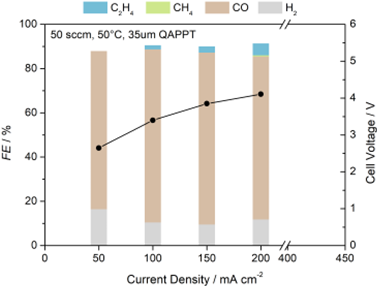 C₂H₄ CH₄ CO H₂
50 sccm, 50°C, 35um QAPPT
100
80
60
40
20
0
FE / %
6
5
4
3
2
1
0
Cell Voltage / V
0 50 100 150 200 400 450
Current Density / mA cm⁻²